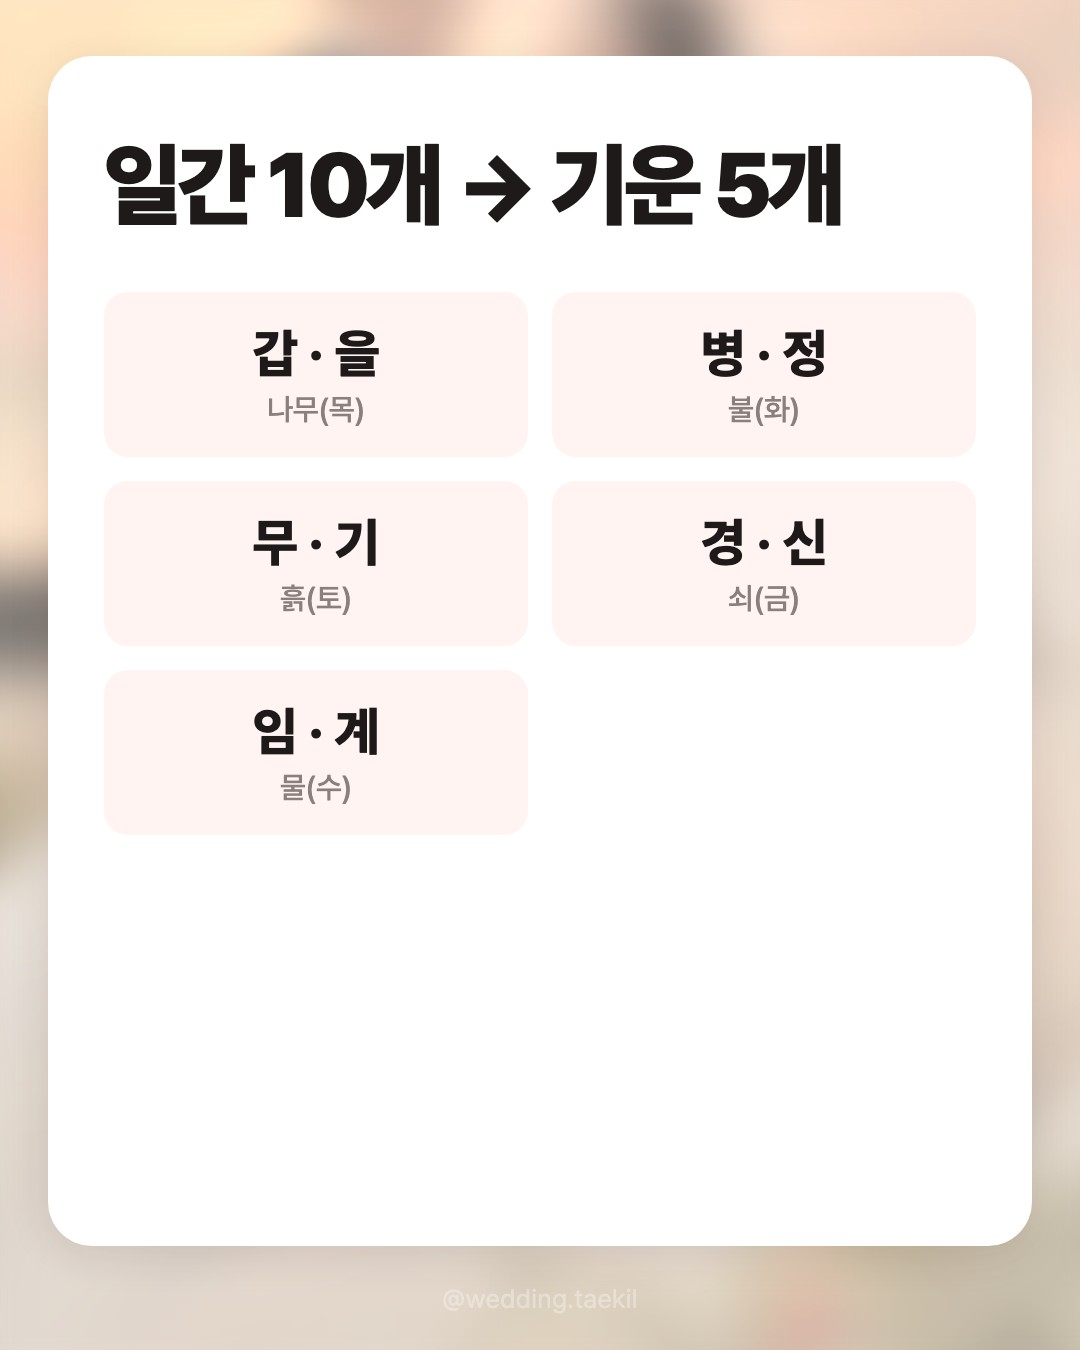 일간 10개 → 기운 5개
갑 · 을
나무(목)
병 · 정
불(화)
무 · 기
흙(토)
경 · 신
쇠(금)
임 · 계
물(수)
@wedding.taekil